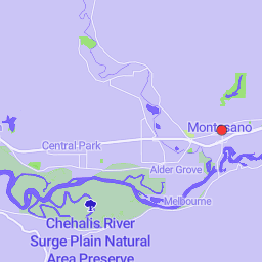 Montesano
Central Park
Alder Grove
Melbourne
Chehalis River
Surge Plain Natural
Area Preserve